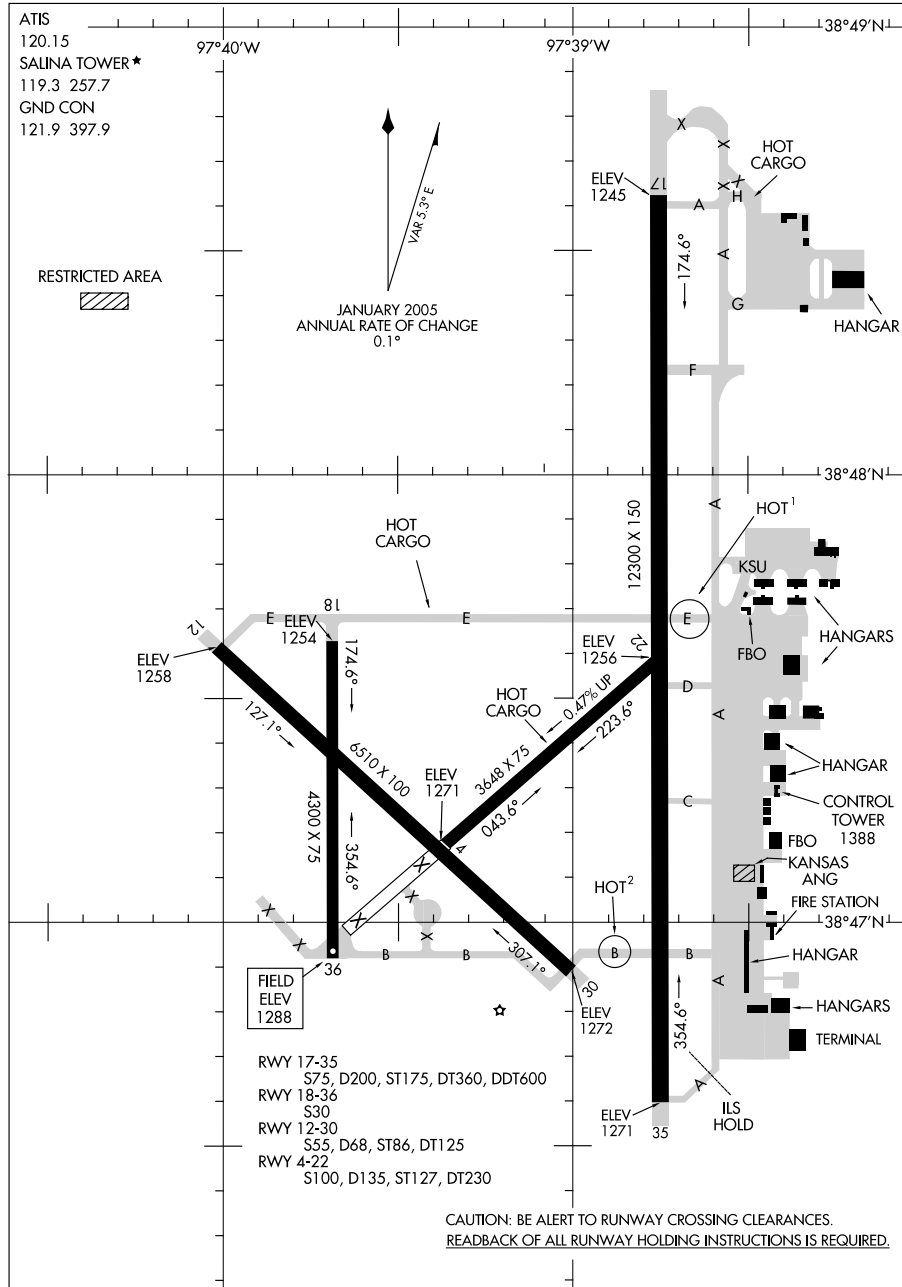 ATIS
120.15
SALINA TOWER ★
119.3 257.7
GND CON
121.9 397.9
97°40'W
97°39'W
38°49'N
VAR 5.3° E
JANUARY 2005
ANNUAL RATE OF CHANGE
0.1°
RESTRICTED AREA
X
X
X
X
H
HOT
CARGO
ELEV
1245
17
A
174.6°
A
G
HANGAR
F
38°48'N
12300 X 150
A
HOT¹
HOT
CARGO
KSU
E
18
E
E
12
ELEV
1254
ELEV
1258
ELEV
1256
22
FBO
HANGARS
174.6°
127.1°
HOT
CARGO
0.47% UP
223.6°
D
A
6510 X 100
ELEV
1271
3648 X 75
043.6°
HANGAR
4300 X 75
C
CONTROL
TOWER
1388
354.6°
4
FBO
X
X
X
KANSAS
ANG
HOT²
X
X
X
FIRE STATION
38°47'N
B
B
307.1°
B
B
A
HANGAR
36
30
FIELD
ELEV
1288
ELEV
1272
354.6°
HANGARS
TERMINAL
RWY 17-35
S75, D200, ST175, DT360, DDT600
RWY 18-36
S30
RWY 12-30
S55, D68, ST86, DT125
RWY 4-22
S100, D135, ST127, DT230
A
ELEV
1271
35
ILS
HOLD
CAUTION: BE ALERT TO RUNWAY CROSSING CLEARANCES.
READBACK OF ALL RUNWAY HOLDING INSTRUCTIONS IS REQUIRED.